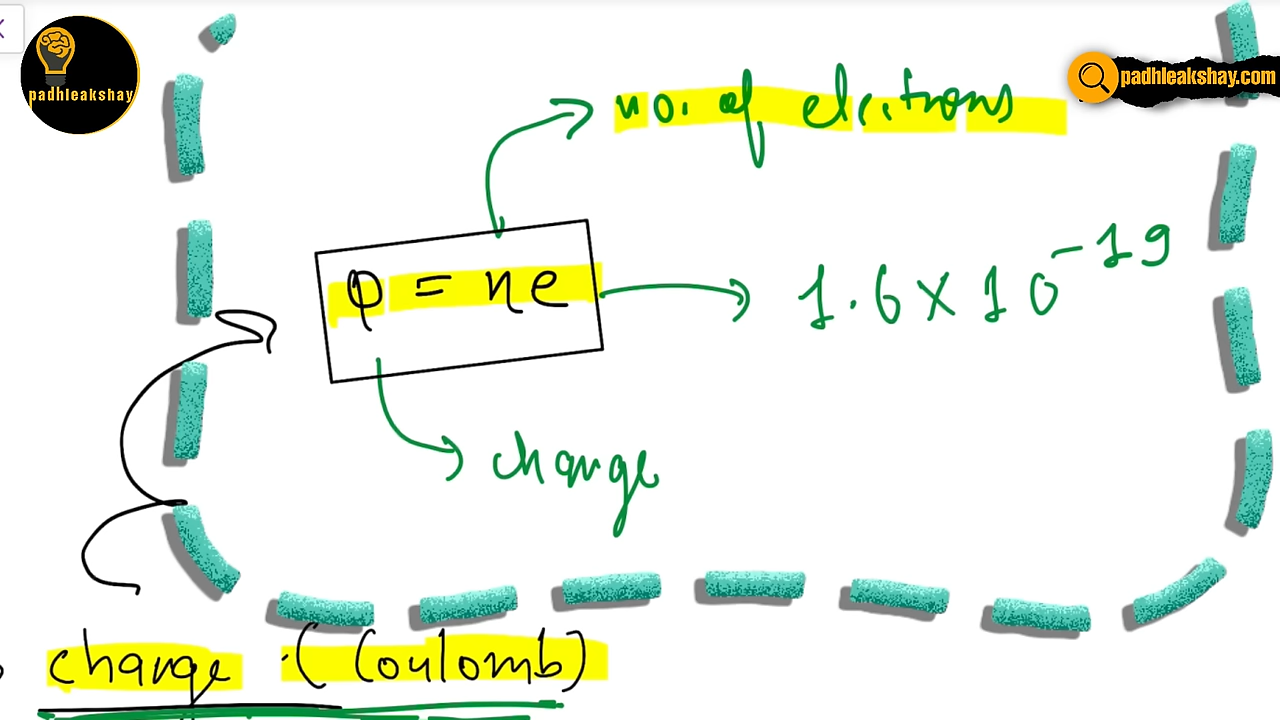 padhleakshay
padhleakshay.com
no. of electrons
Q = ne
1.6 × 10⁻¹⁹
charge
charge (Coulomb)